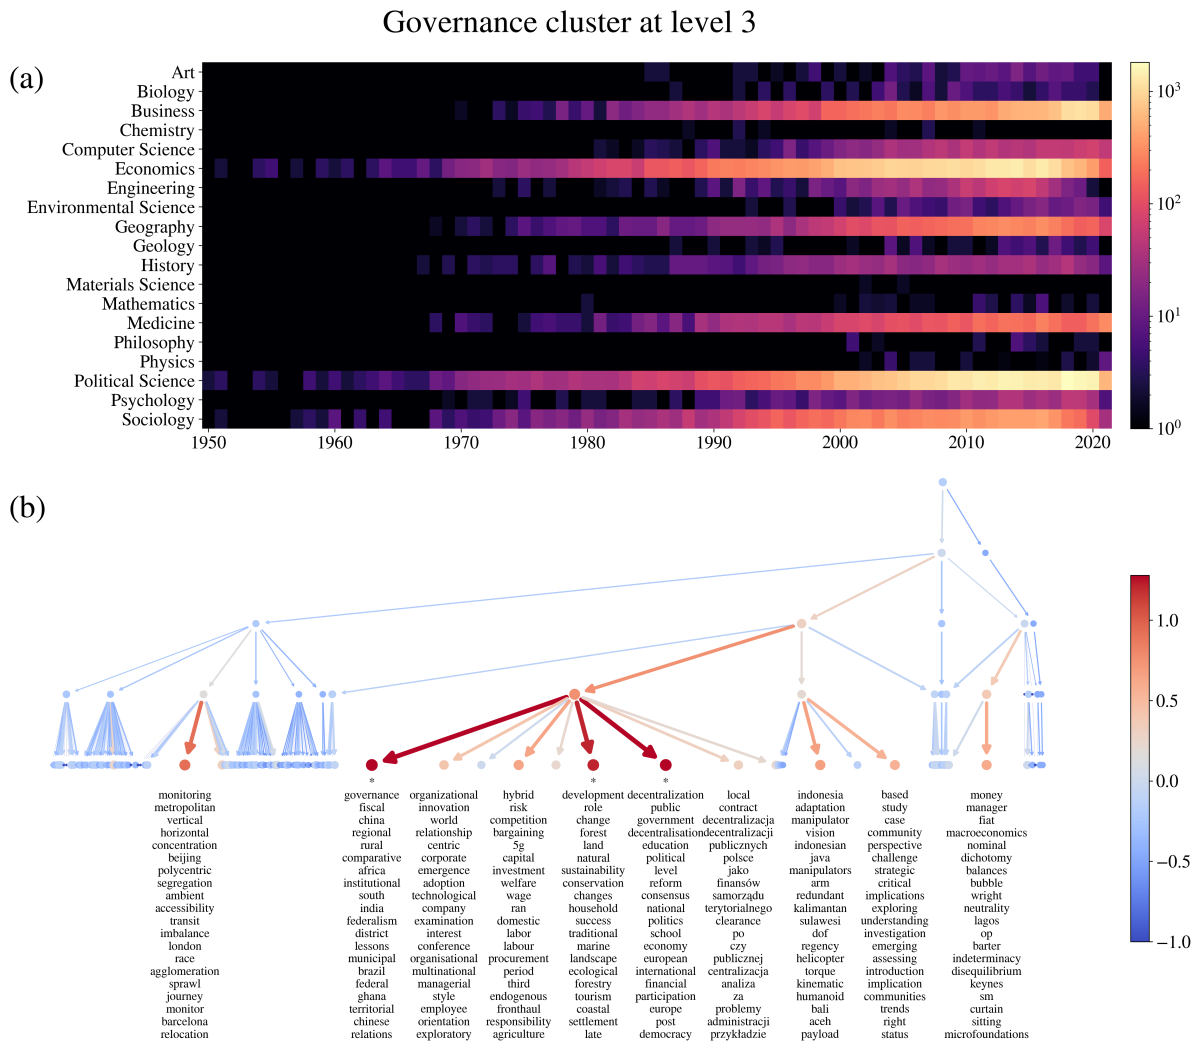 Governance cluster at level 3
(a)
Art
Biology
Business
Chemistry
Computer Science
Economics
Engineering
Environmental Science
Geography
Geology
History
Materials Science
Mathematics
Medicine
Philosophy
Physics
Political Science
Psychology
Sociology
1950 1960 1970 1980 1990 2000 2010 2020
10³
10²
10¹
10⁰
(b)
1.0
0.5
0.0
−0.5
−1.0
* * *
monitoring governance organizational hybrid development decentralization local indonesia based money
metropolitan fiscal innovation risk role public contract adaptation study manager
vertical china world competition change government decentralizacja manipulator case fiat
horizontal regional relationship bargaining forest decentralisation decentralizacji vision community macroeconomics
concentration rural centric 5g land education publicznych indonesian perspective nominal
beijing comparative corporate capital natural political polsce java challenge dichotomy
polycentric africa emergence investment sustainability level jako manipulators strategic balances
segregation institutional adoption welfare conservation reform finansów arm critical bubble
ambient south technological wage changes consensus samorządu redundant implications wright
accessibility india company ran household national terytorialnego kalimantan exploring neutrality
transit federalism examination domestic success politics clearance sulawesi understanding lagos
imbalance district interest labor traditional school po dof investigation op
london lessons conference labour marine economy czy regency emerging barter
race municipal organisational procurement landscape european publicznej helicopter assessing indeterminacy
agglomeration brazil multinational period ecological international centralizacja torque introduction disequilibrium
sprawl federal managerial third forestry financial analiza kinematic implication keynes
journey ghana style endogenous tourism participation za humanoid communities sm
monitor territorial employee fronthaul coastal europe problemy bali trends curtain
barcelona chinese orientation responsibility settlement post administracji aceh right sitting
relocation relations exploratory agriculture late democracy przykładzie payload status microfoundations